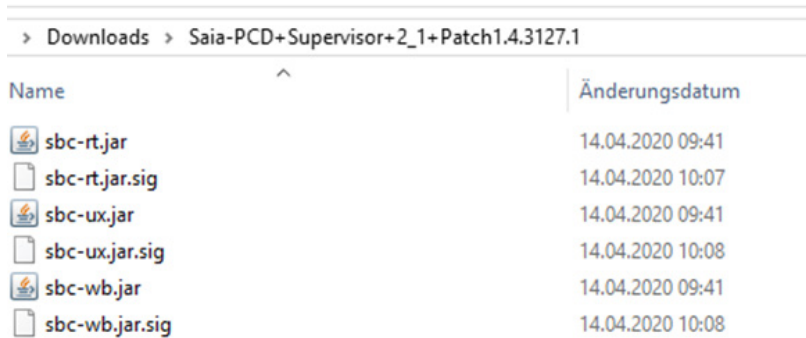 > Downloads > Saia-PCD+Supervisor+2_1+Patch1.4.3127.1
Name Änderungsdatum
sbc-rt.jar 14.04.2020 09:41
sbc-rt.jar.sig 14.04.2020 10:07
sbc-ux.jar 14.04.2020 09:41
sbc-ux.jar.sig 14.04.2020 10:08
sbc-wb.jar 14.04.2020 09:41
sbc-wb.jar.sig 14.04.2020 10:08